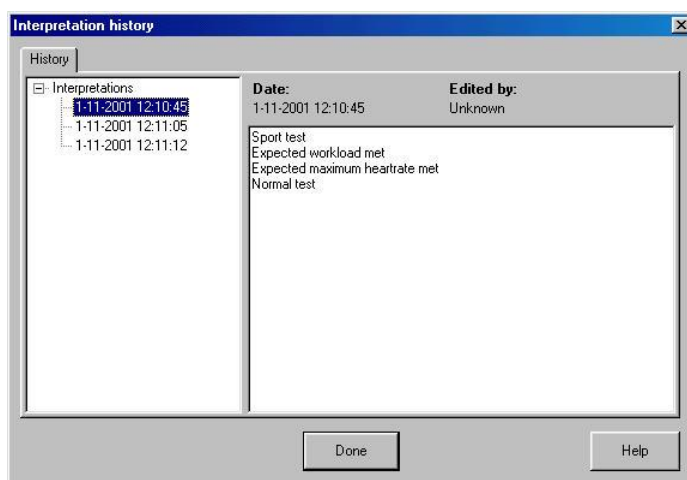 Interpretation history
History
Interpretations
1-11-2001 12:10:45
1-11-2001 12:11:05
1-11-2001 12:11:12
Date:
Edited by:
1-11-2001 12:10:45
Unknown
Sport test
Expected workload met
Expected maximum heartrate met
Normal test
Done
Help